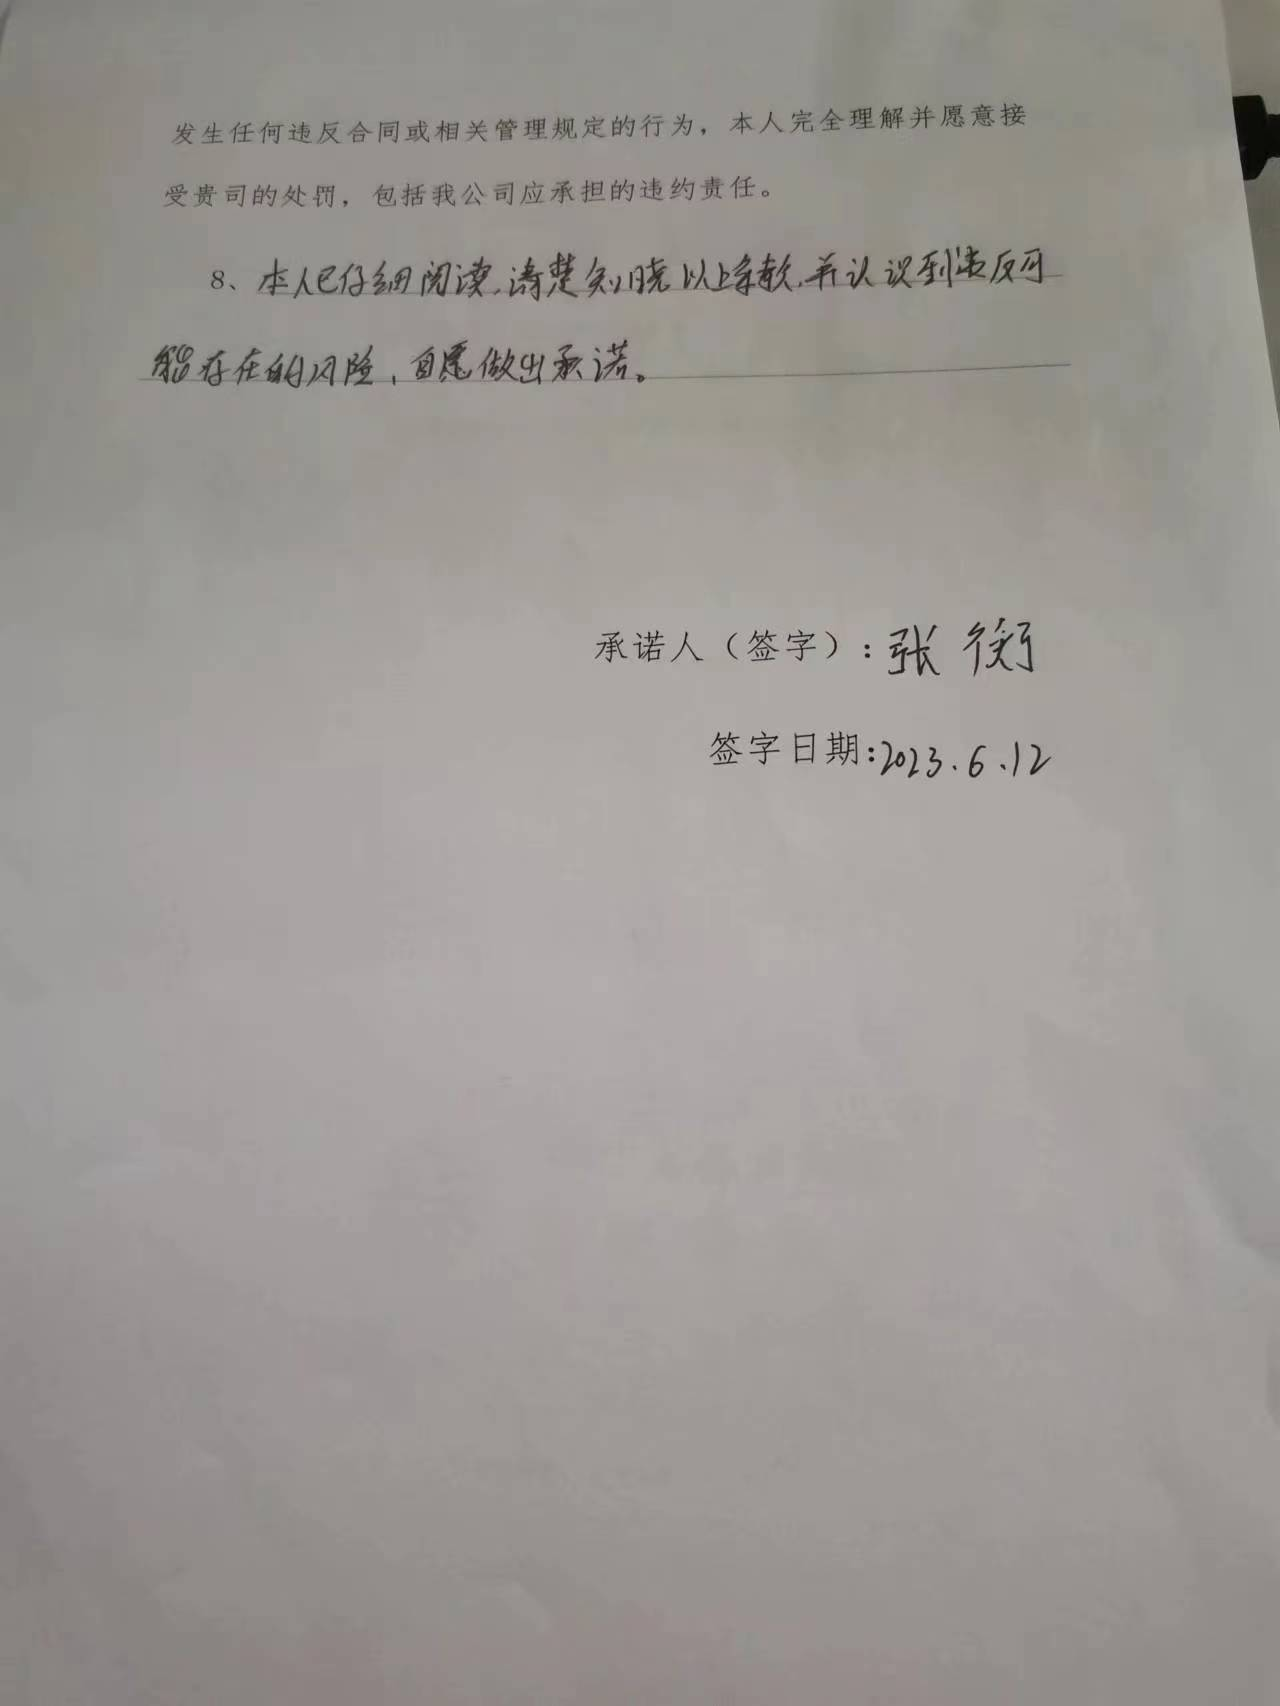 发生任何违反合同或相关管理规定的行为，本人完全理解并愿意接
受贵司的处罚，包括我公司应承担的违约责任。
8、本人已仔细阅读，清楚知晓以上条款，并认识到违反可
能存在的风险，自愿做出承诺。
承诺人（签字）：张衡
签字日期:2023.6.12